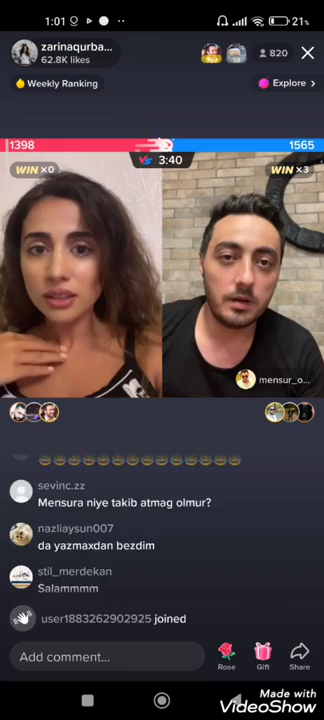 1:01
21%
zarinaqurba...
62.8K likes
820
Weekly Ranking
Explore
1398
1565
VS 3:40
WIN ×0
WIN ×3
mensur_o...
sevinc.zz
Mensura niye takib atmag olmur?
nazliaysun007
da yazmaxdan bezdim
stil_merdekan
Salammmm
user1883262902925 joined
Add comment...
Rose
Gift
Share
Made with
VideoShow